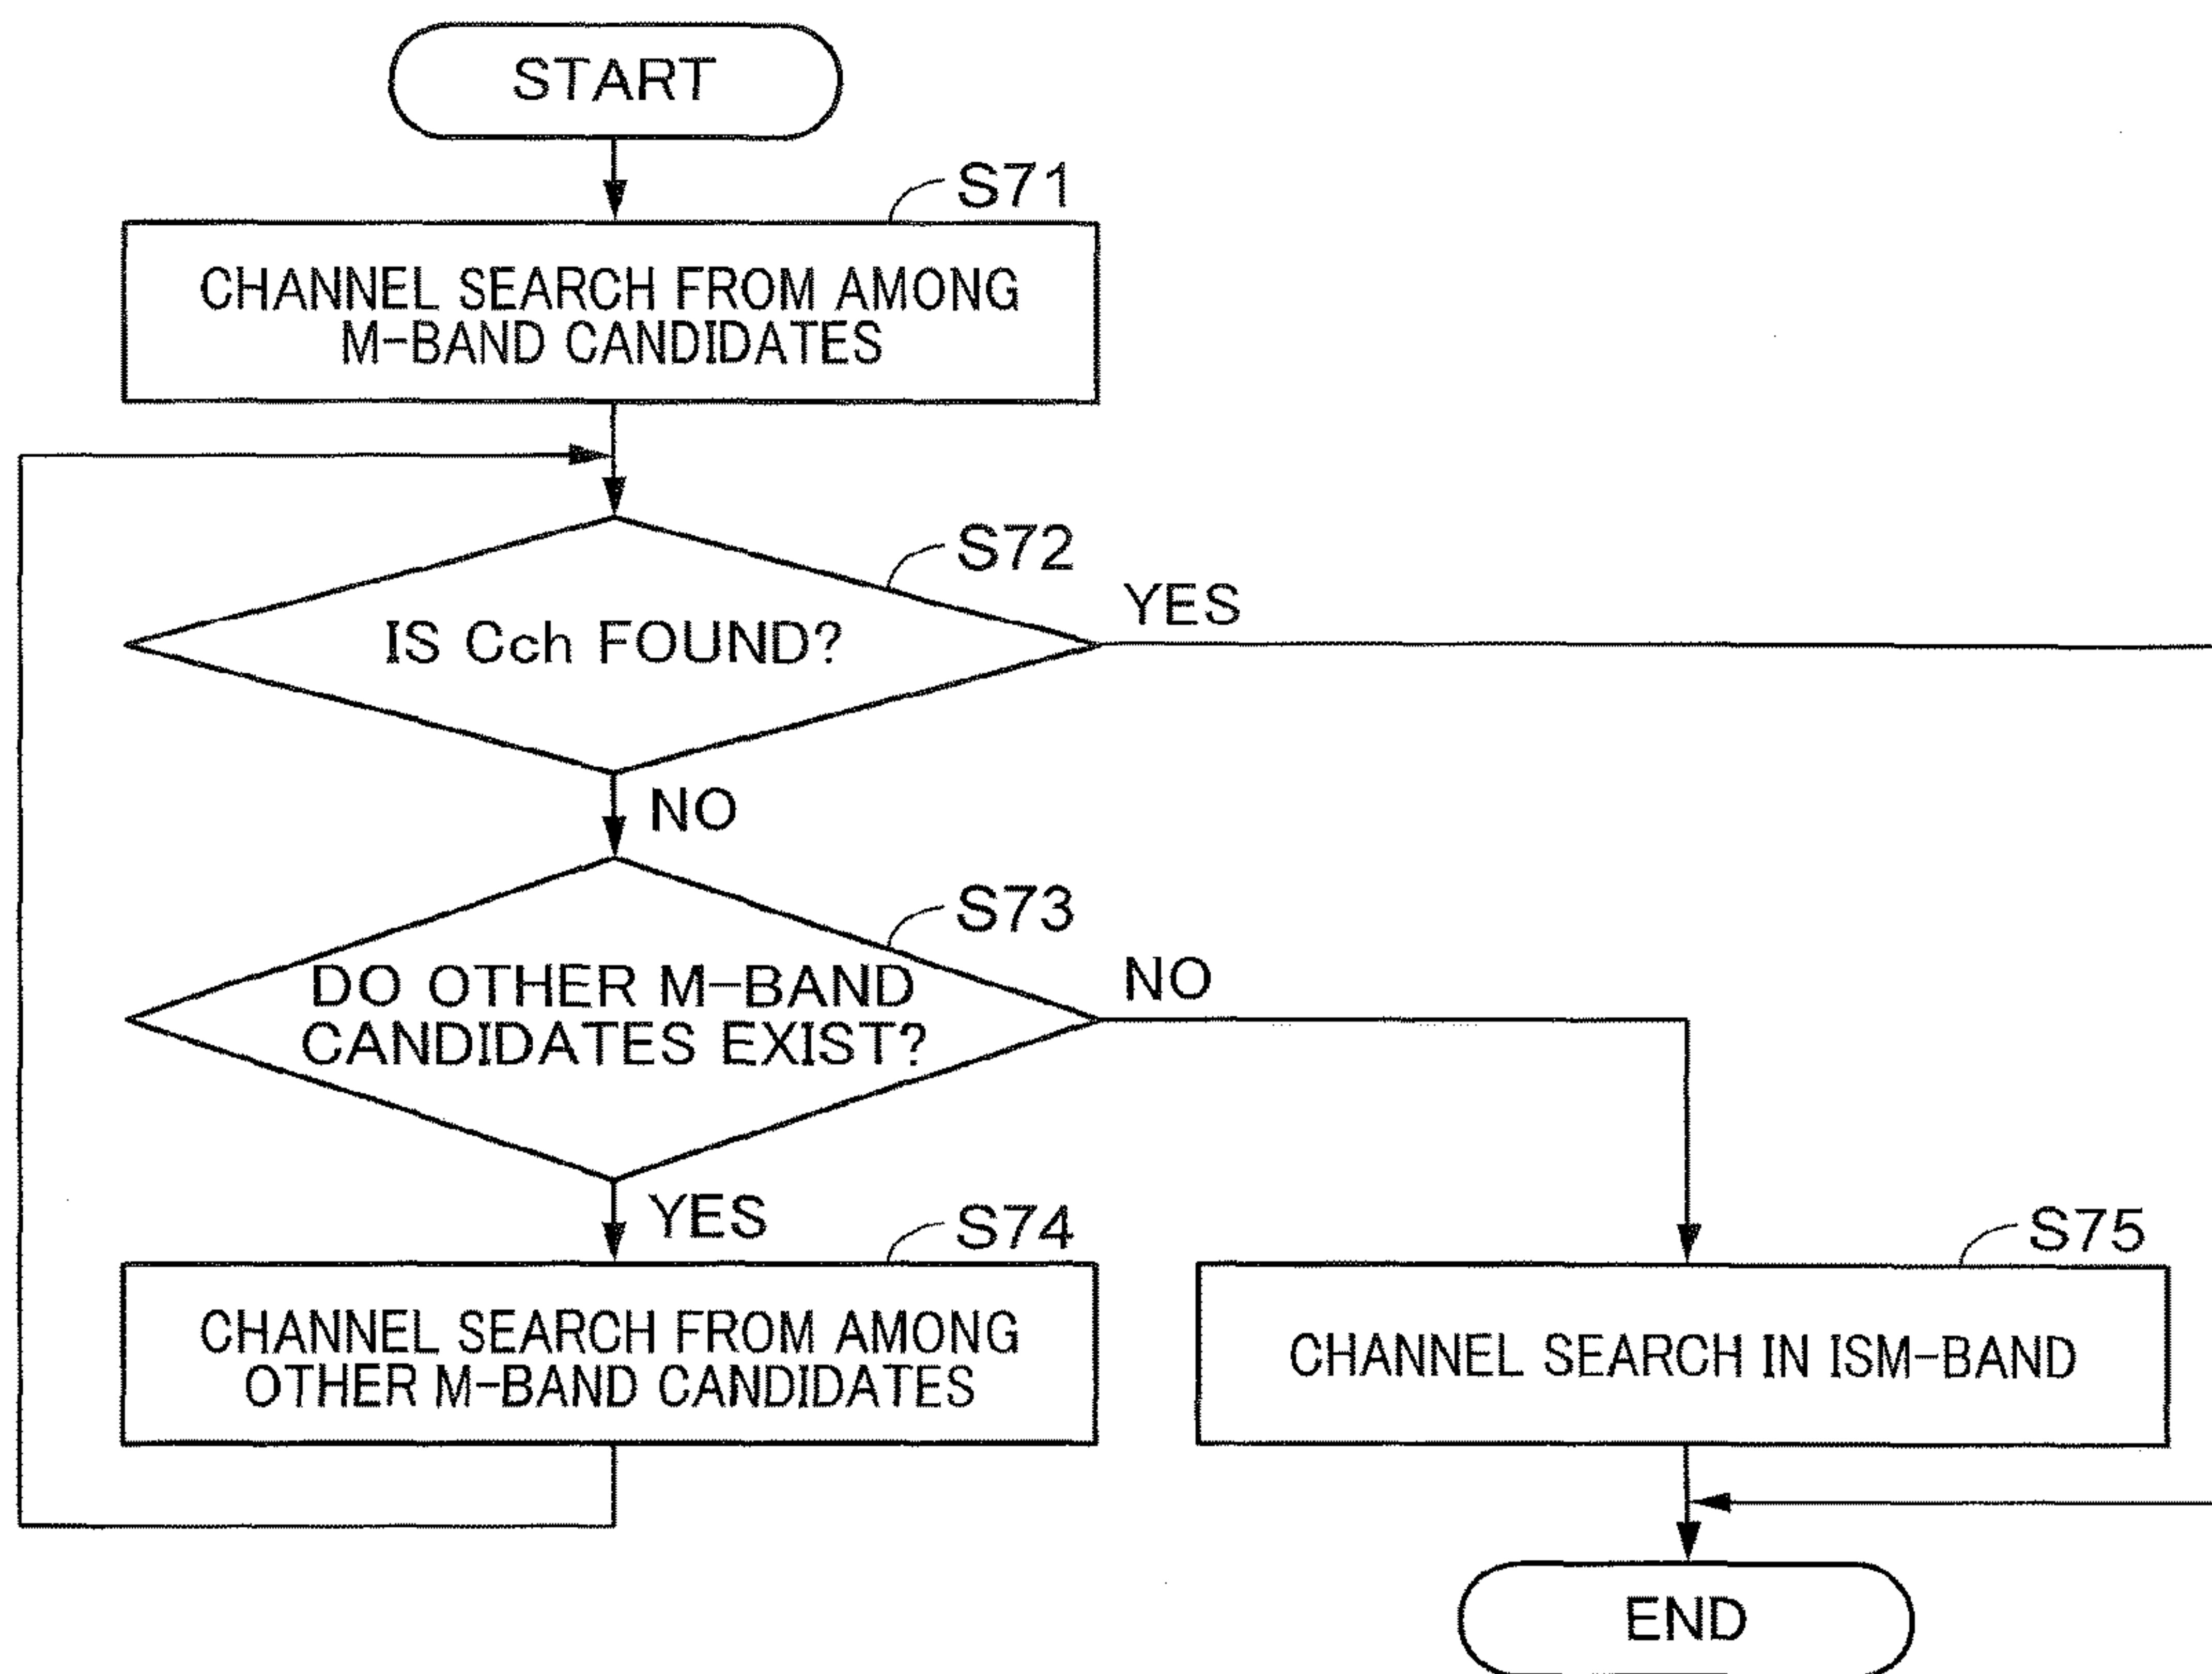 START
S71
CHANNEL SEARCH FROM AMONG
M-BAND CANDIDATES
S72
IS Cch FOUND?
YES
NO
S73
DO OTHER M-BAND
CANDIDATES EXIST?
NO
YES
S74
CHANNEL SEARCH FROM AMONG
OTHER M-BAND CANDIDATES
S75
CHANNEL SEARCH IN ISM-BAND
END